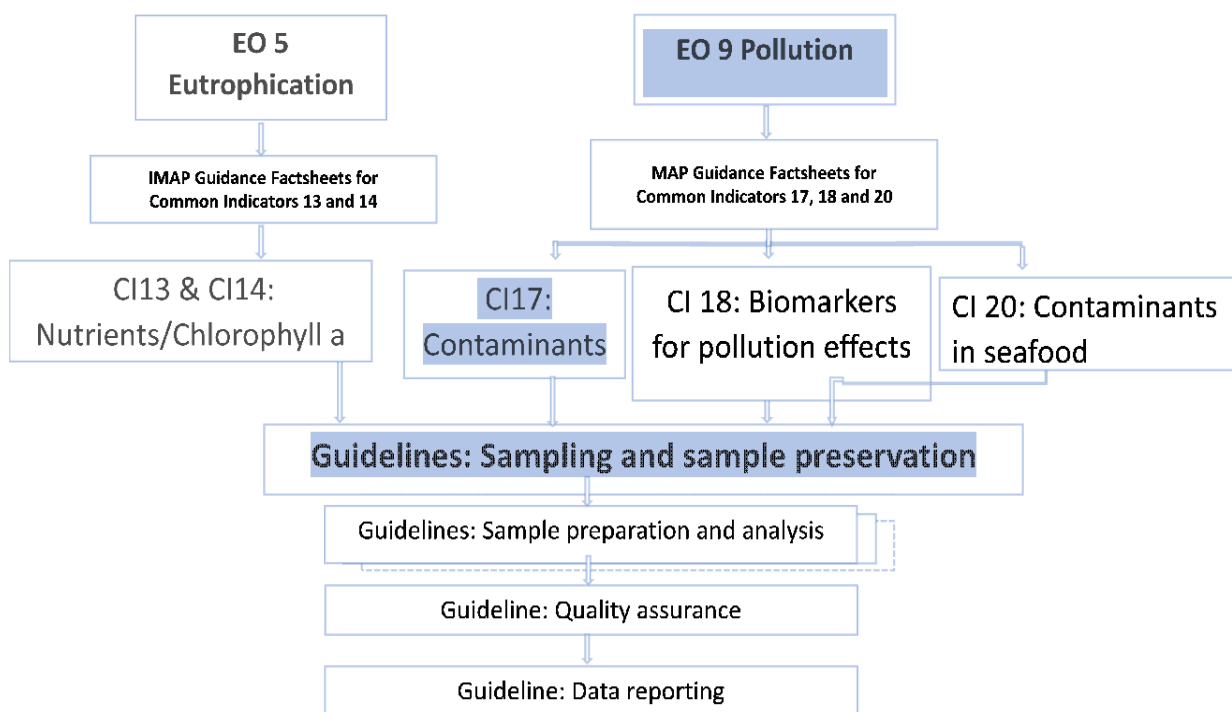 EO 5
Eutrophication
EO 9 Pollution
IMAP Guidance Factsheets for
Common Indicators 13 and 14
MAP Guidance Factsheets for
Common Indicators 17, 18 and 20
CI13 & CI14:
Nutrients/Chlorophyll a
CI17:
Contaminants
CI 18: Biomarkers
for pollution effects
CI 20: Contaminants
in seafood
Guidelines: Sampling and sample preservation
Guidelines: Sample preparation and analysis
Guideline: Quality assurance
Guideline: Data reporting